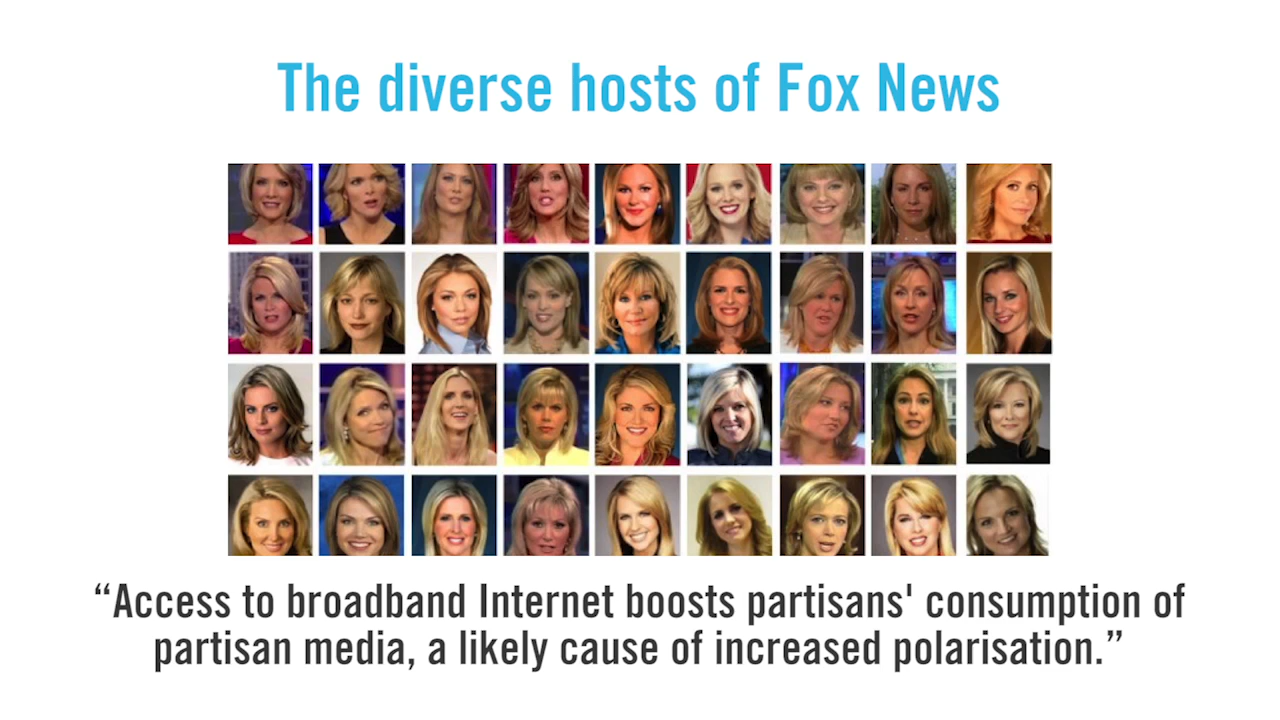 The diverse hosts of Fox News
“Access to broadband Internet boosts partisans' consumption of
partisan media, a likely cause of increased polarisation.”